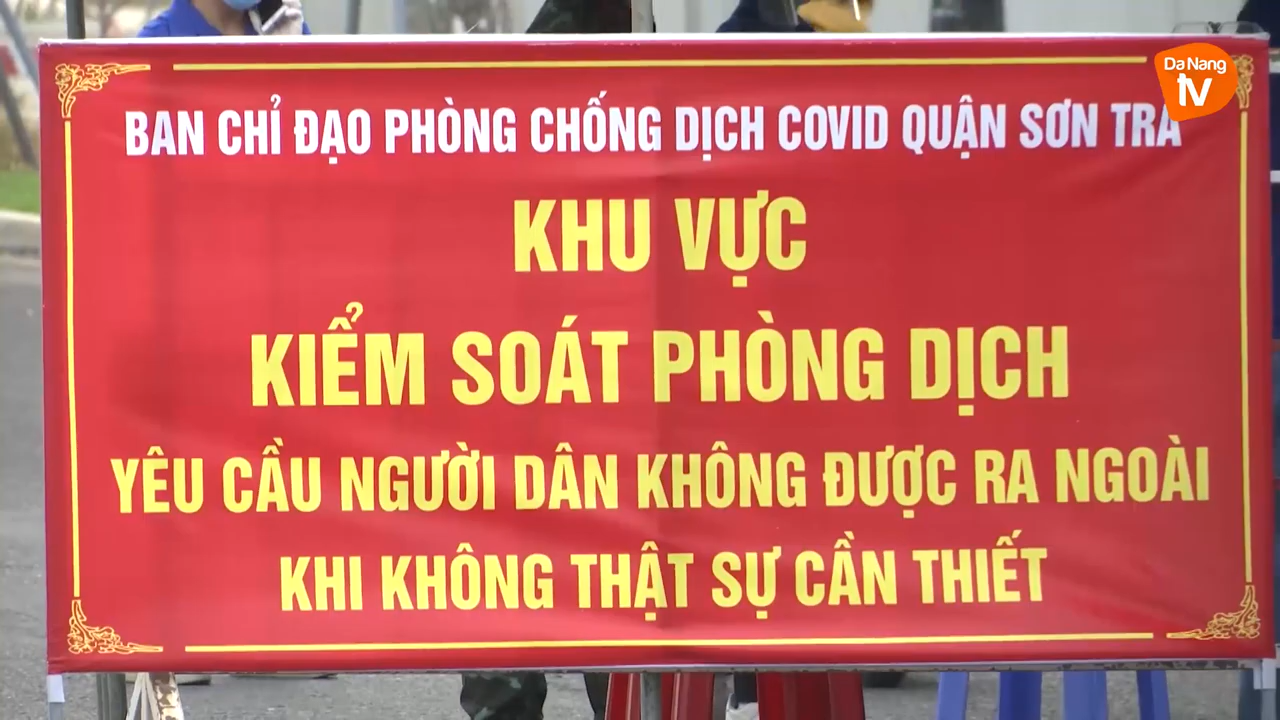 Da Nang
tv
BAN CHỈ ĐẠO PHÒNG CHỐNG DỊCH COVID QUẬN SƠN TRÀ
KHU VỰC
KIỂM SOÁT PHÒNG DỊCH
YÊU CẦU NGƯỜI DÂN KHÔNG ĐƯỢC RA NGOÀI
KHI KHÔNG THẬT SỰ CẦN THIẾT